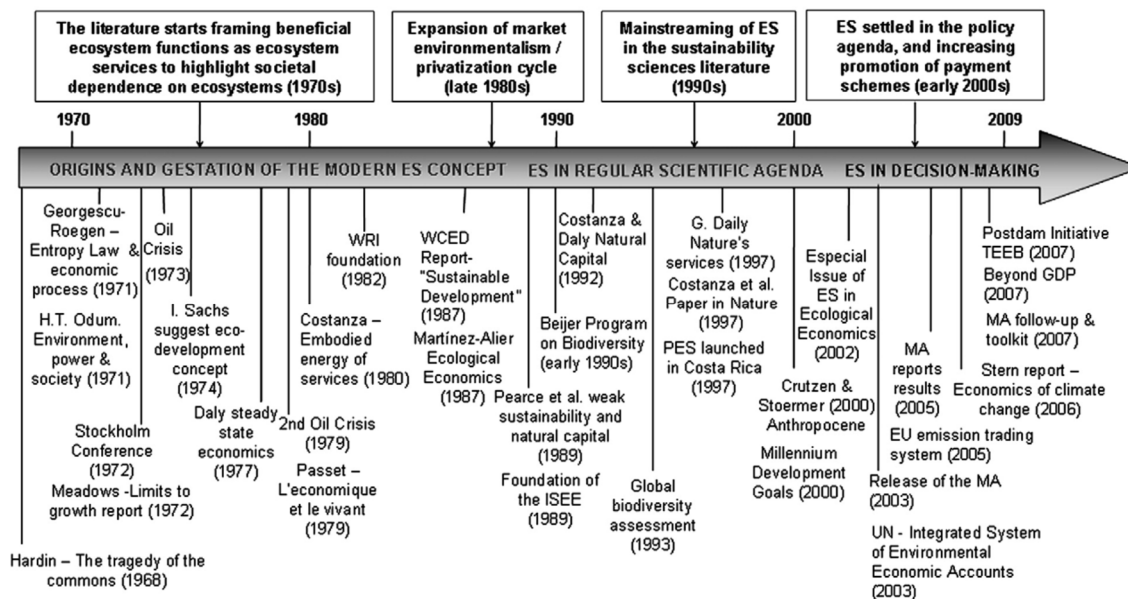 The literature starts framing beneficial
ecosystem functions as ecosystem
services to highlight societal
dependence on ecosystems (1970s)
Expansion of market
environmentalism /
privatization cycle
(late 1980s)
Mainstreaming of ES
in the sustainability
sciences literature
(1990s)
ES settled in the policy
agenda, and increasing
promotion of payment
schemes (early 2000s)
1970
1980
1990
2000
2009
ORIGINS AND GESTATION OF THE MODERN ES CONCEPT
ES IN REGULAR SCIENTIFIC AGENDA
ES IN DECISION-MAKING
Georgescu-
Roegen –
Entropy Law &
economic
process (1971)
H.T. Odum.
Environment,
power &
society (1971)
Stockholm
Conference
(1972)
Meadows -Limits to
growth report (1972)
Hardin – The tragedy of the
commons (1968)
Oil
Crisis
(1973)
I. Sachs
suggest eco-
development
concept
(1974)
Daly steady
state
economics
(1977)
2nd Oil Crisis
(1979)
Passet –
L'economique
et le vivant
(1979)
Costanza –
Embodied
energy of
services (1980)
WRI
foundation
(1982)
WCED
Report-
"Sustainable
Development"
(1987)
Martínez-Alier
Ecological
Economics
(1987)
Pearce et al. weak
sustainability and
natural capital
(1989)
Foundation of
the ISEE
(1989)
Beijer Program
on Biodiversity
(early 1990s)
Costanza &
Daly Natural
Capital
(1992)
Global
biodiversity
assessment
(1993)
G. Daily
Nature's
services (1997)
Costanza et al.
Paper in Nature
(1997)
PES launched
in Costa Rica
(1997)
Crutzen &
Stoermer (2000)
Anthropocene
Millennium
Development
Goals (2000)
Especial
Issue of
ES in
Ecological
Economics
(2002)
Release of the MA
(2003)
UN - Integrated System
of Environmental
Economic Accounts
(2003)
MA
reports
results
(2005)
EU emission trading
system (2005)
Stern report –
Economics of climate
change (2006)
Postdam Initiative
TEEB (2007)
Beyond GDP
(2007)
MA follow-up &
toolkit (2007)